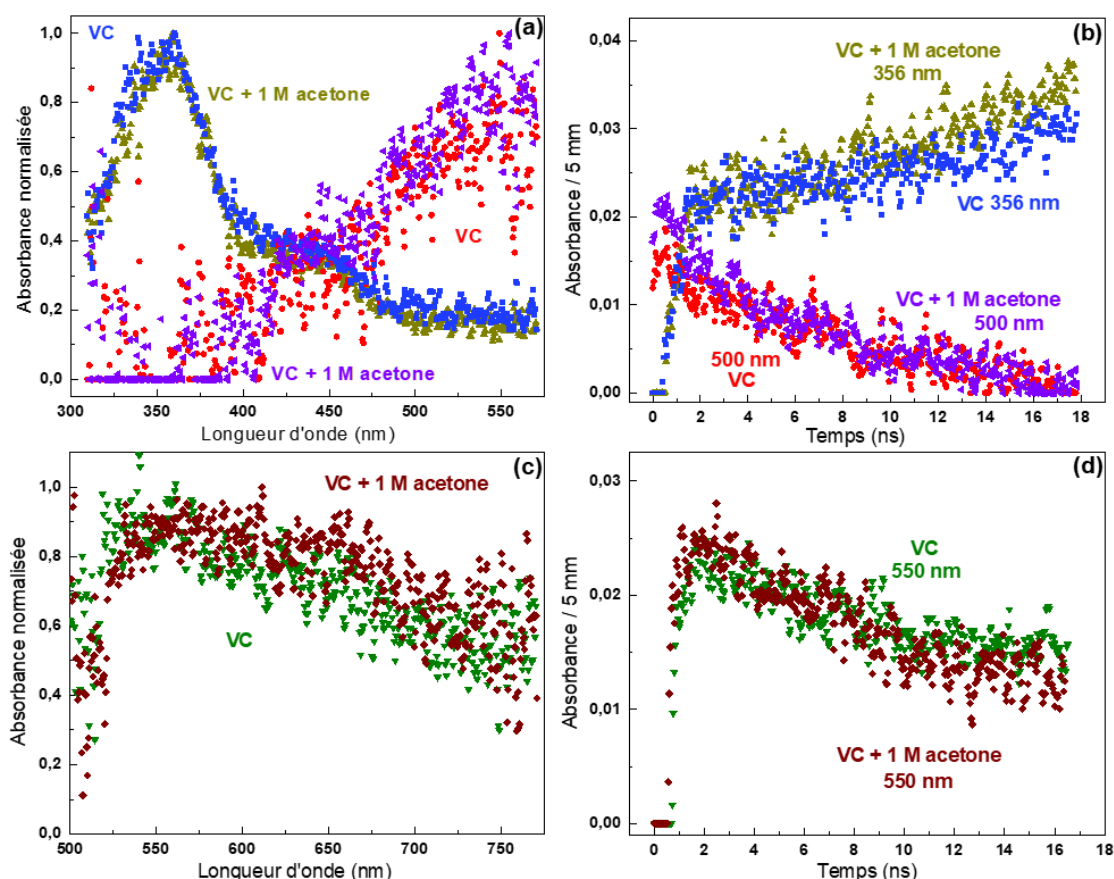 (a)
VC
VC + 1 M acetone
VC
VC + 1 M acetone
1,0
0,8
0,6
0,4
0,2
0,0
300 350 400 450 500 550
Absorbance normalisée
Longueur d'onde (nm)
(b)
VC + 1 M acetone
356 nm
VC 356 nm
VC + 1 M acetone
500 nm
500 nm
VC
0,04
0,03
0,02
0,01
0,00
0 2 4 6 8 10 12 14 16 18
Absorbance / 5 mm
Temps (ns)
(c)
VC + 1 M acetone
VC
1,0
0,8
0,6
0,4
0,2
0,0
500 550 600 650 700 750
Absorbance normalisée
Longueur d'onde (nm)
(d)
VC
550 nm
VC + 1 M acetone
550 nm
0,03
0,02
0,01
0,00
0 2 4 6 8 10 12 14 16 18
Absorbance / 5 mm
Temps (ns)